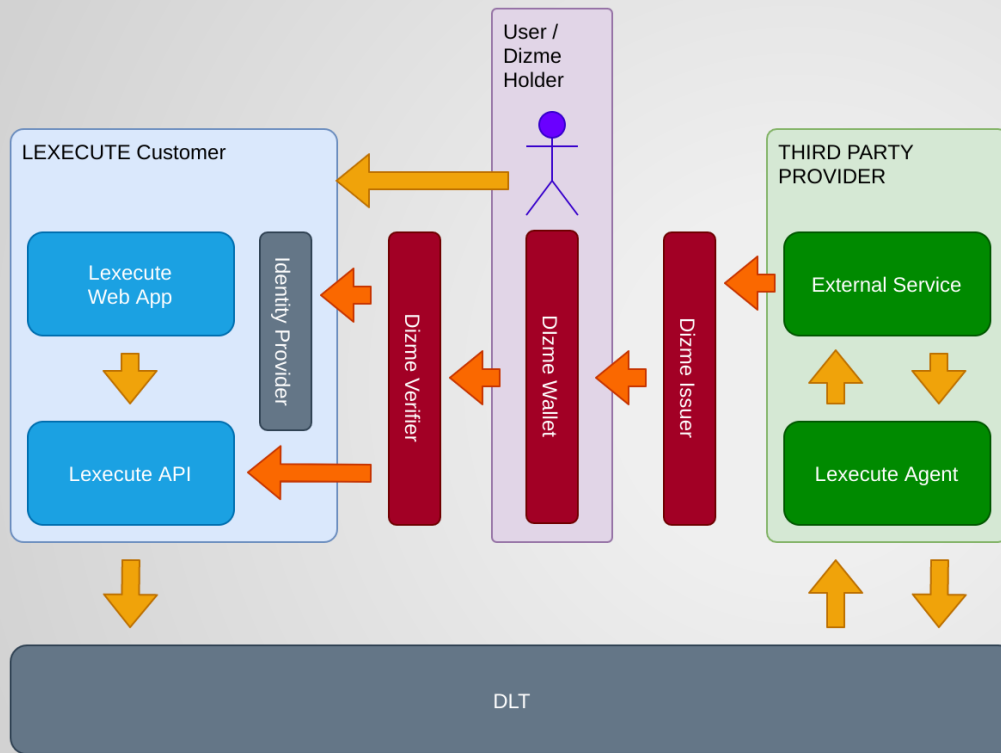 User /
Dizme
Holder
LEXECUTE Customer
THIRD PARTY
PROVIDER
Lexecute
Web App
Identity Provider
Dizme Verifier
DIzme Wallet
Dizme Issuer
External Service
Lexecute API
Lexecute Agent
DLT